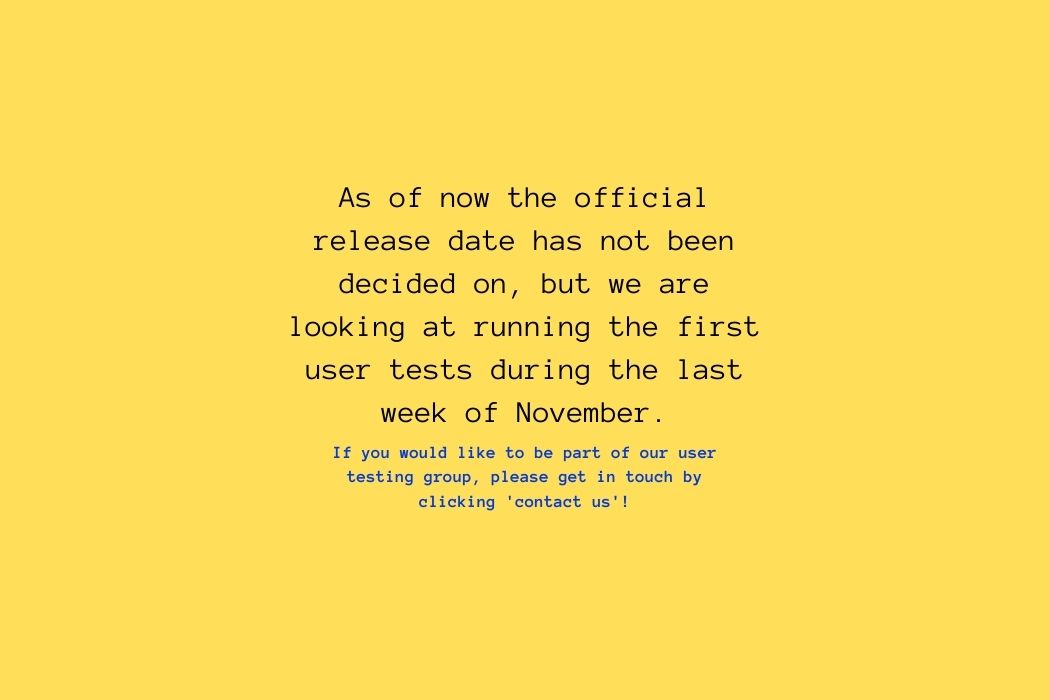 As of now the official
release date has not been
decided on, but we are
looking at running the first
user tests during the last
week of November.
If you would like to be part of our user
testing group, please get in touch by
clicking 'contact us'!